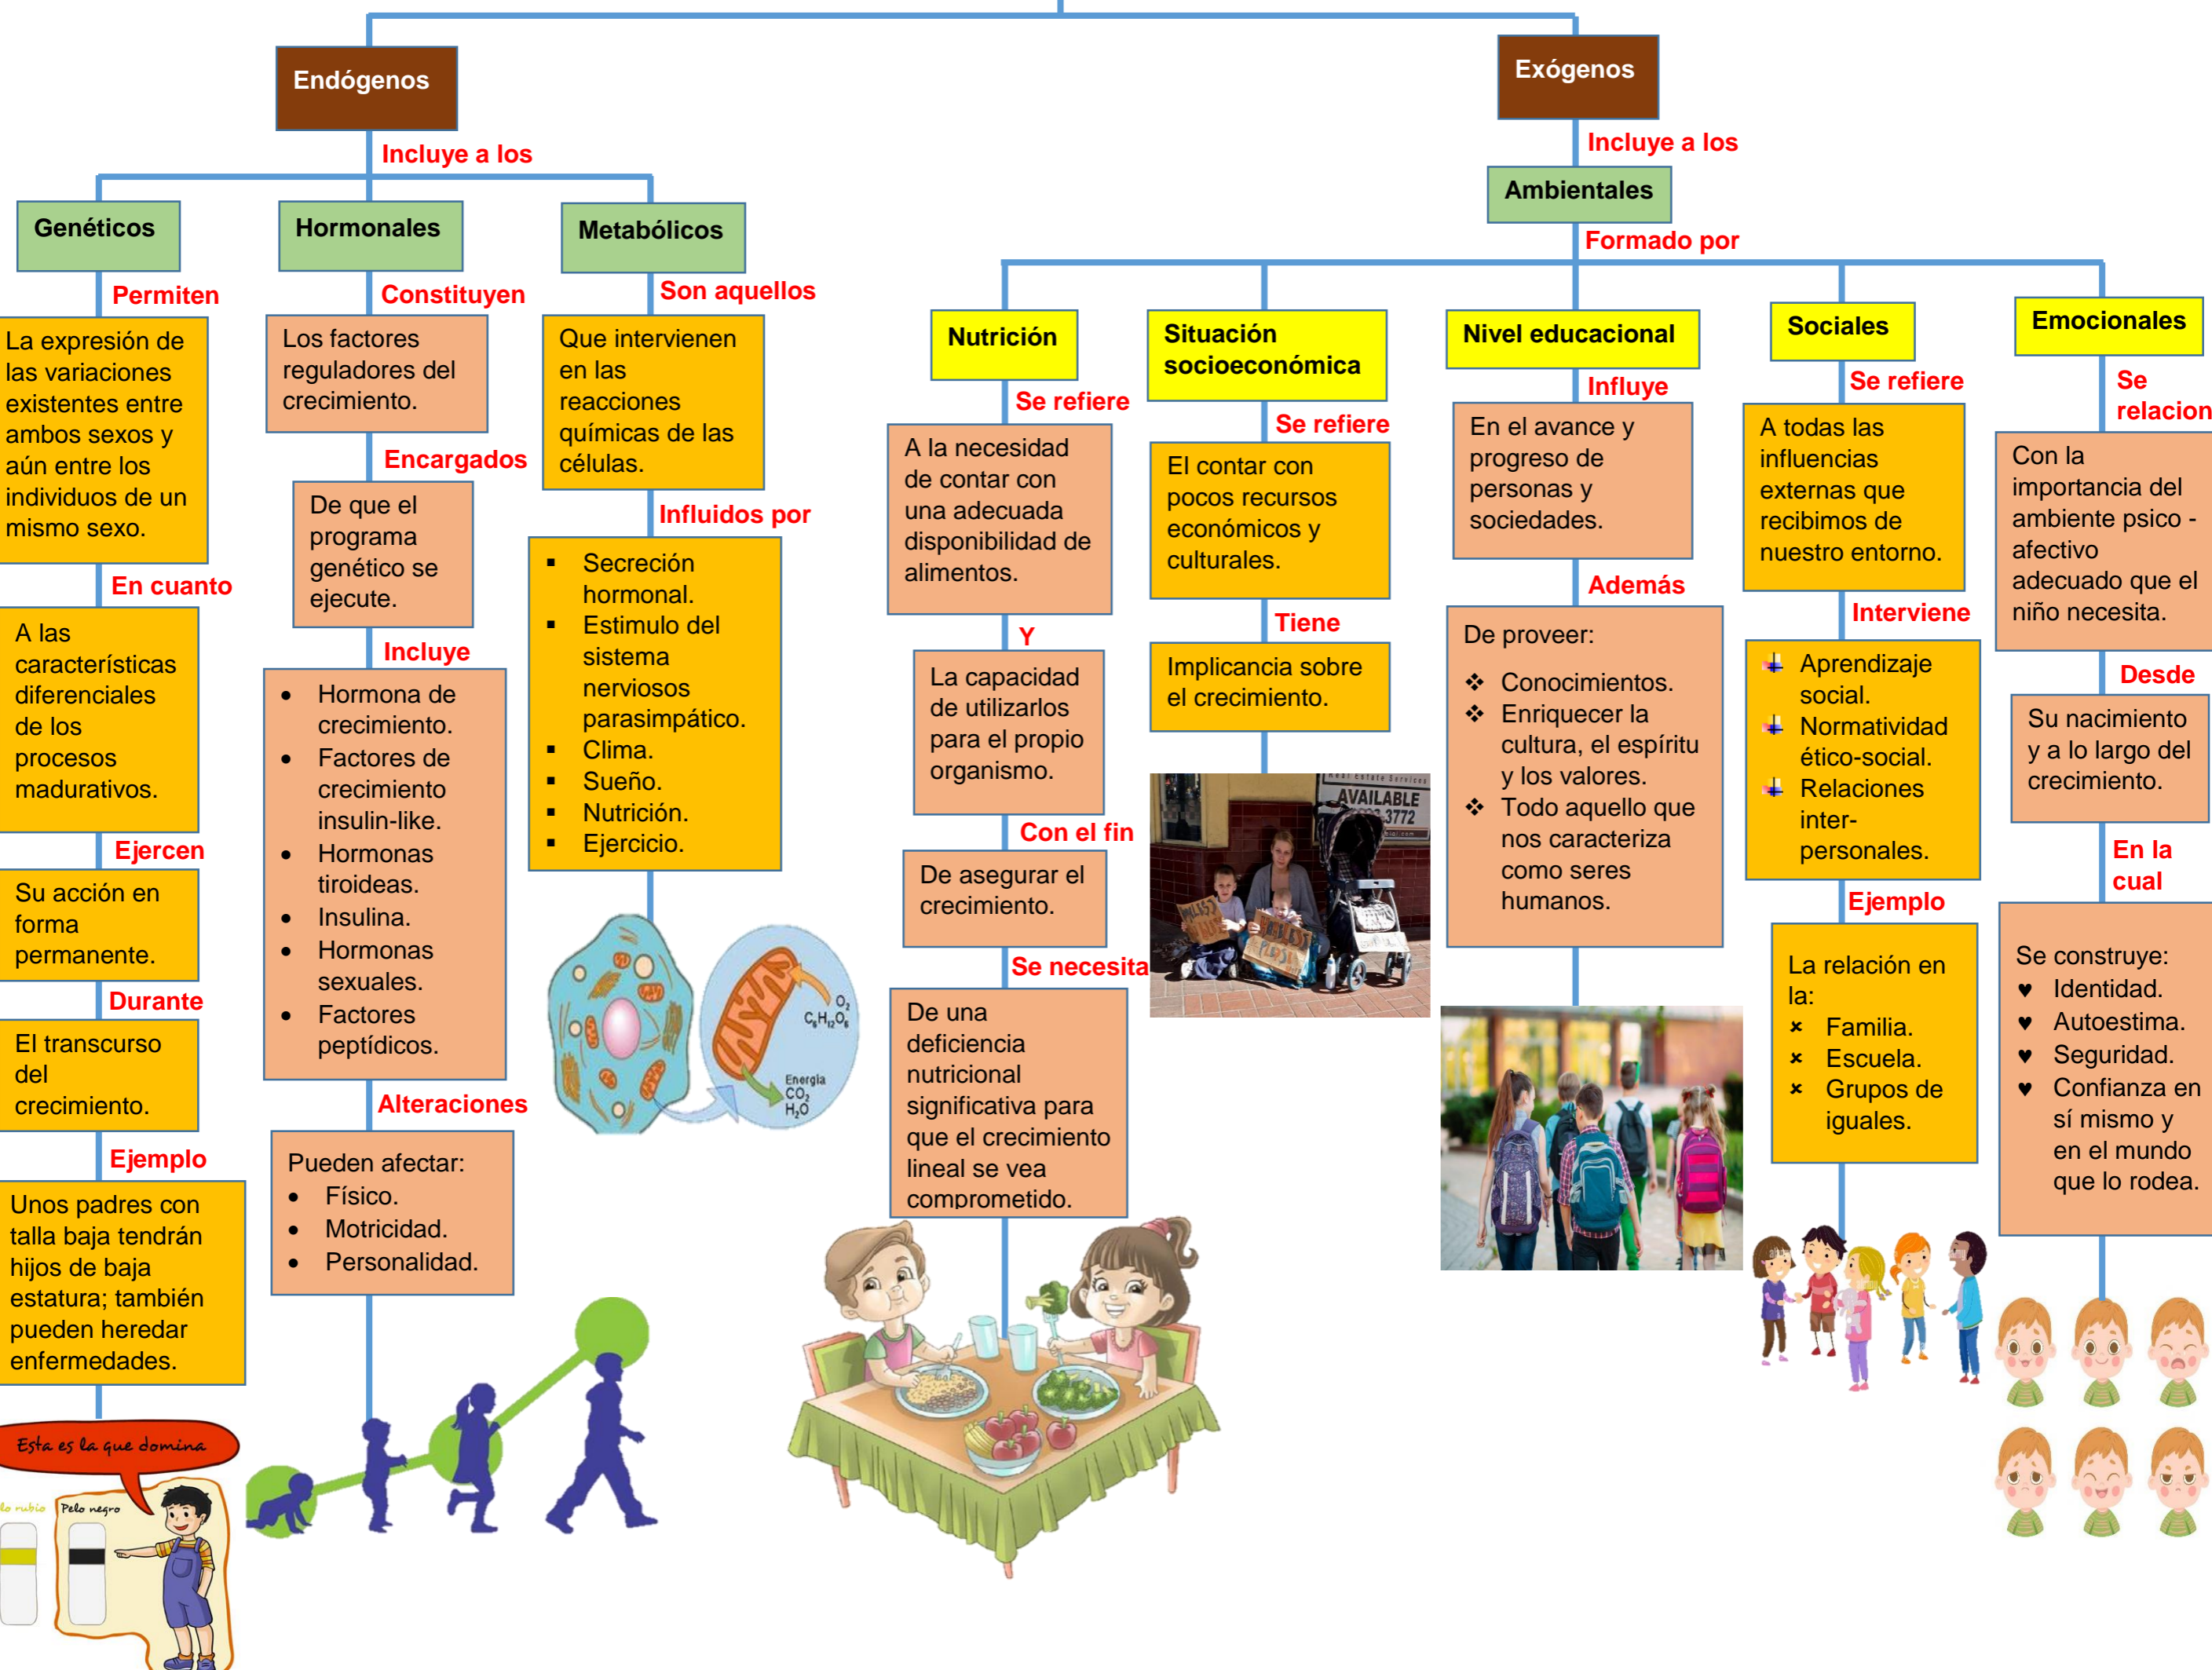 Endógenos
Incluye a los
Genéticos
Permiten
La expresión de
las variaciones
existentes entre
ambos sexos y
aún entre los
individuos de un
mismo sexo.
En cuanto
A las
características
diferenciales
de los
procesos
madurativos.
Ejercen
Su acción en
forma
permanente.
Durante
El transcurso
del
crecimiento.
Ejemplo
Unos padres con
talla baja tendrán
hijos de baja
estatura; también
pueden heredar
enfermedades.
Esta es la que domina
lo rubio
Pelo negro
Hormonales
Constituyen
Los factores
reguladores del
crecimiento.
Encargados
De que el
programa
genético se
ejecute.
Incluye
• Hormona de
crecimiento.
• Factores de
crecimiento
insulin-like.
• Hormonas
tiroideas.
• Insulina.
• Hormonas
sexuales.
• Factores
peptídicos.
Alteraciones
Pueden afectar:
• Físico.
• Motricidad.
• Personalidad.
Metabólicos
Son aquellos
Que intervienen
en las
reacciones
químicas de las
células.
Influidos por
▪ Secreción
hormonal.
▪ Estimulo del
sistema
nerviosos
parasimpático.
▪ Clima.
▪ Sueño.
▪ Nutrición.
▪ Ejercicio.
O₂
C₆H₁₂O₆
Energía
CO₂
H₂O
Exógenos
Incluye a los
Ambientales
Formado por
Nutrición
Se refiere
A la necesidad
de contar con
una adecuada
disponibilidad de
alimentos.
Y
La capacidad
de utilizarlos
para el propio
organismo.
Con el fin
De asegurar el
crecimiento.
Se necesita
De una
deficiencia
nutricional
significativa para
que el crecimiento
lineal se vea
comprometido.
Situación
socioeconómica
Se refiere
El contar con
pocos recursos
económicos y
culturales.
Tiene
Implicancia sobre
el crecimiento.
Real Estate Services
AVAILABLE
3-3772
Nivel educacional
Influye
En el avance y
progreso de
personas y
sociedades.
Además
De proveer:
❖ Conocimientos.
❖ Enriquecer la
cultura, el espíritu
y los valores.
❖ Todo aquello que
nos caracteriza
como seres
humanos.
Sociales
Se refiere
A todas las
influencias
externas que
recibimos de
nuestro entorno.
Interviene
Aprendizaje
social.
Normatividad
ético-social.
Relaciones
inter-
personales.
Ejemplo
La relación en
la:
× Familia.
× Escuela.
× Grupos de
iguales.
Emocionales
Se
relacion
Con la
importancia del
ambiente psico -
afectivo
adecuado que el
niño necesita.
Desde
Su nacimiento
y a lo largo del
crecimiento.
En la
cual
Se construye:
♥ Identidad.
♥ Autoestima.
♥ Seguridad.
♥ Confianza en
sí mismo y
en el mundo
que lo rodea.